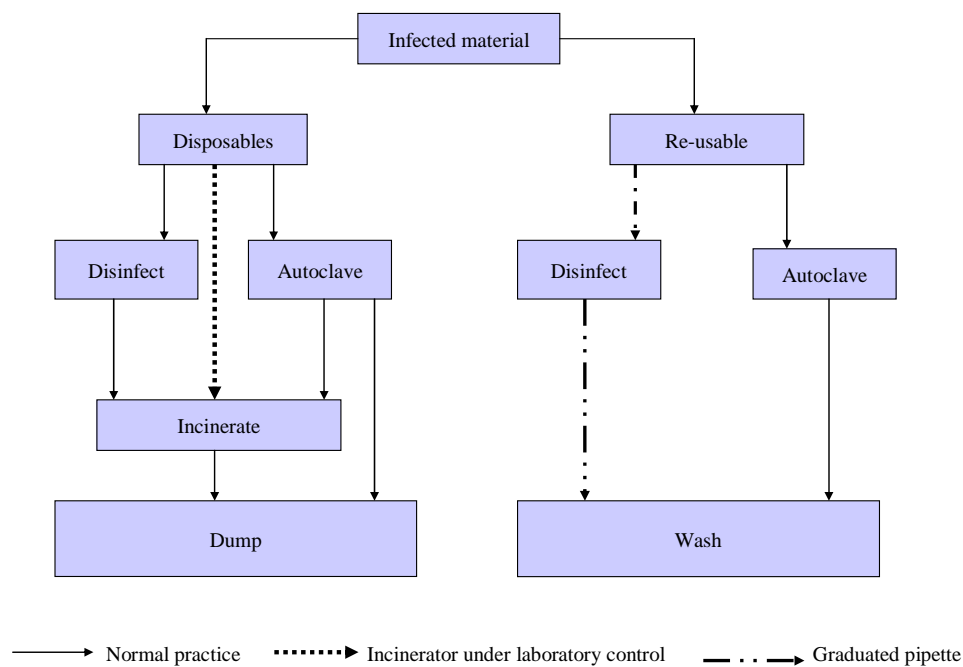 Infected material
Disposables
Re-usable
Disinfect
Autoclave
Disinfect
Autoclave
Incinerate
Dump
Wash
Normal practice
Incinerator under laboratory control
Graduated pipette